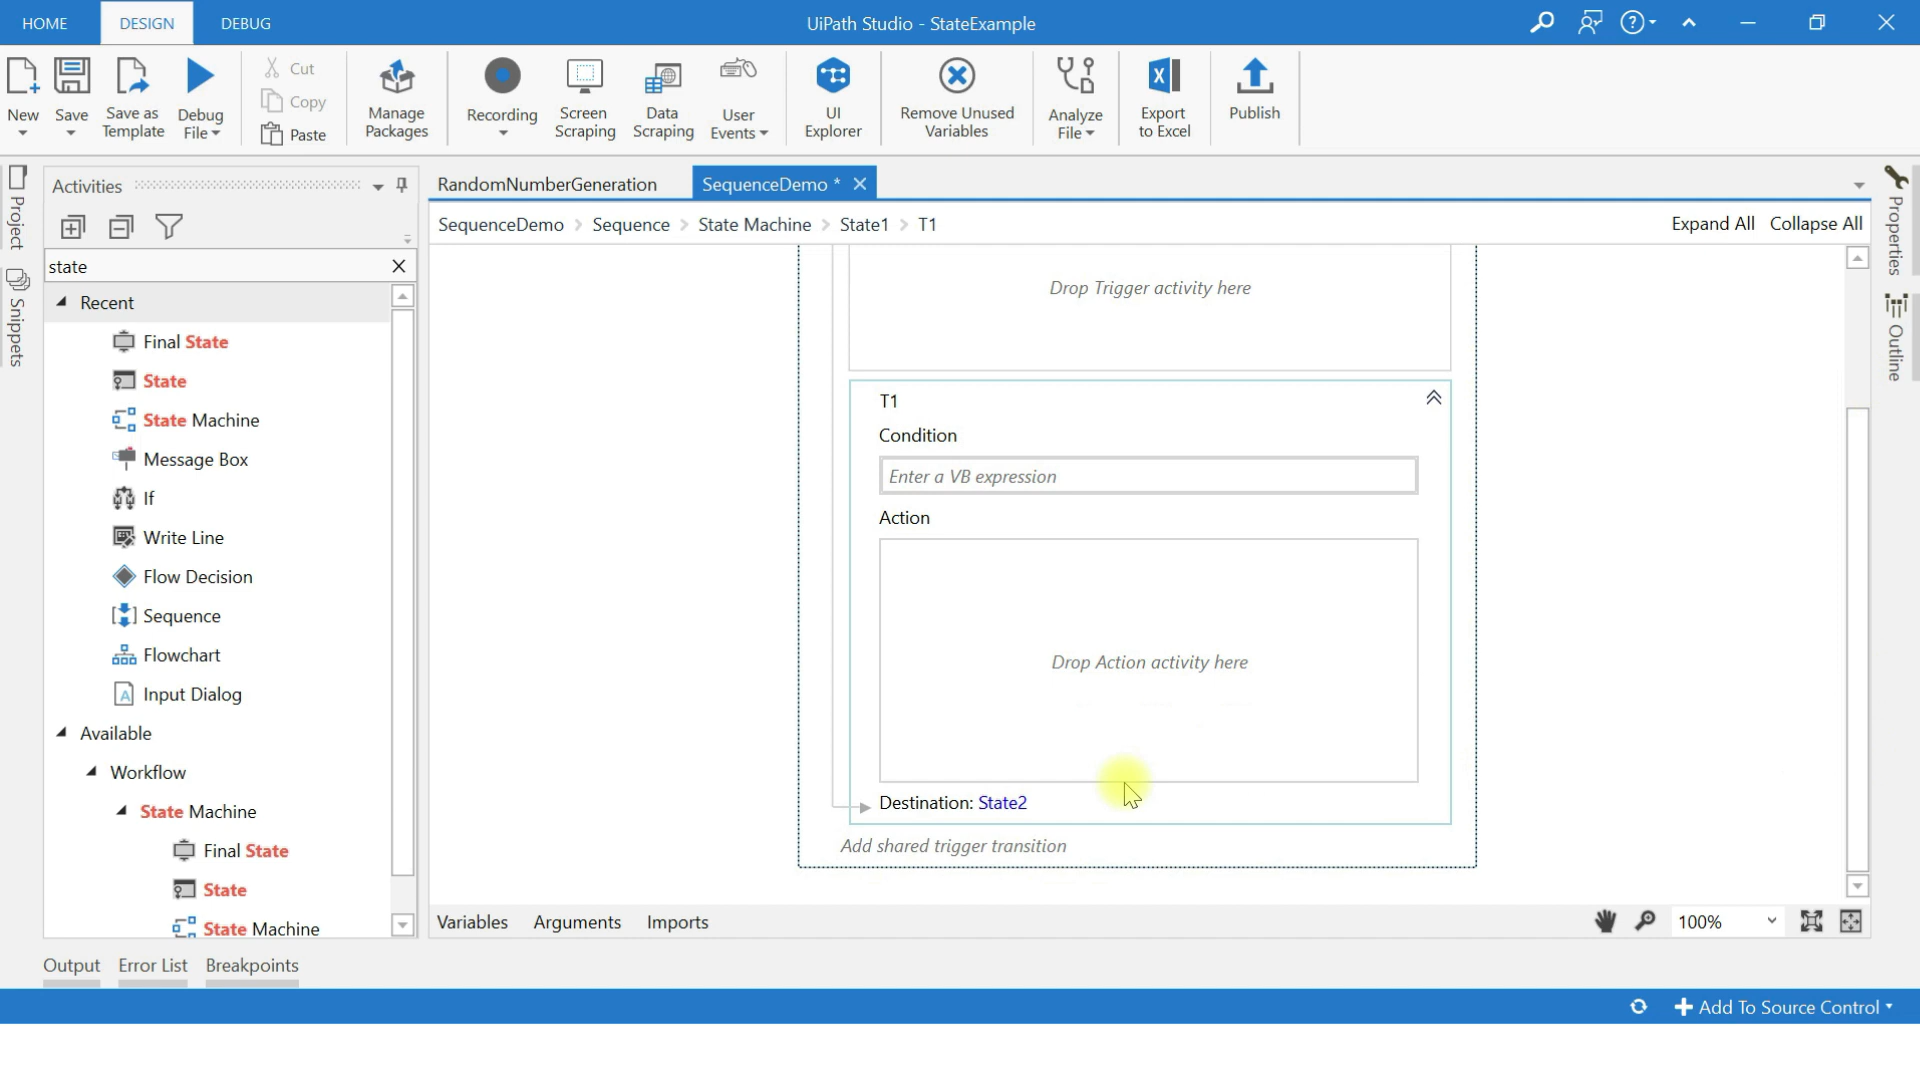 HOME DESIGN DEBUG UiPath Studio - StateExample
New
Save
Save as Template
Debug File
Cut
Copy
Paste
Manage Packages
Recording
Screen Scraping
Data Scraping
User Events
UI Explorer
Remove Unused Variables
Analyze File
Export to Excel
Publish
Project
Snippets
Activities
state
Recent
Final State
State
State Machine
Message Box
If
Write Line
Flow Decision
Sequence
Flowchart
Input Dialog
Available
Workflow
State Machine
Final State
State
State Machine
RandomNumberGeneration SequenceDemo *
SequenceDemo Sequence State Machine State1 T1 Expand All Collapse All
Drop Trigger activity here
T1
Condition
Enter a VB expression
Action
Drop Action activity here
Destination: State2
Add shared trigger transition
Variables Arguments Imports 100%
Properties
Outline
Output Error List Breakpoints
Add To Source Control